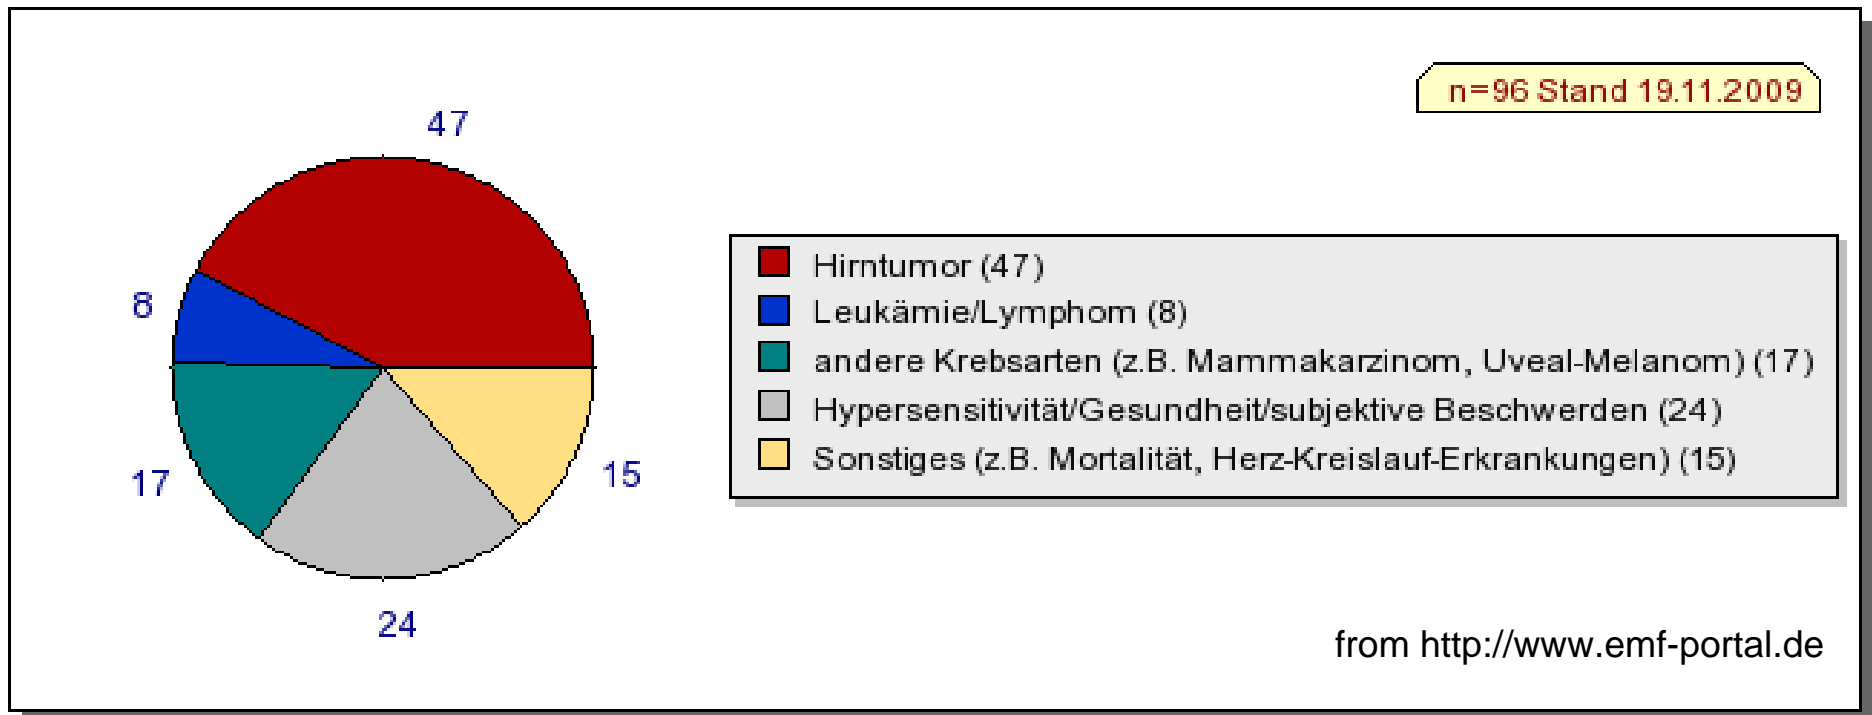 n=96 Stand 19.11.2009
47
8
17
24
15
Hirntumor (47)
Leukämie/Lymphom (8)
andere Krebsarten (z.B. Mammakarzinom, Uveal-Melanom) (17)
Hypersensitivität/Gesundheit/subjektive Beschwerden (24)
Sonstiges (z.B. Mortalität, Herz-Kreislauf-Erkrankungen) (15)
from http://www.emf-portal.de